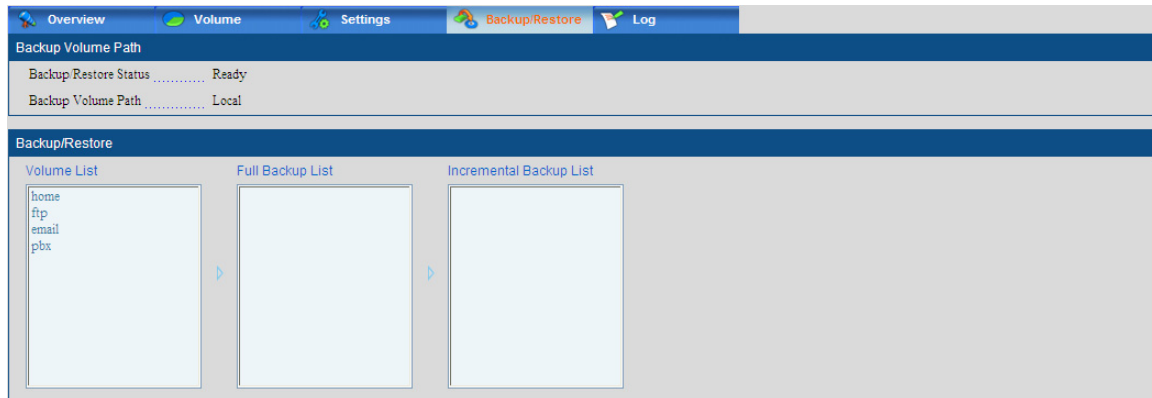 Overview Volume Settings Backup/Restore Log
Backup Volume Path
Backup/Restore Status ............ Ready
Backup Volume Path ............. Local
Backup/Restore
Volume List Full Backup List Incremental Backup List
home
ftp
email
pbx